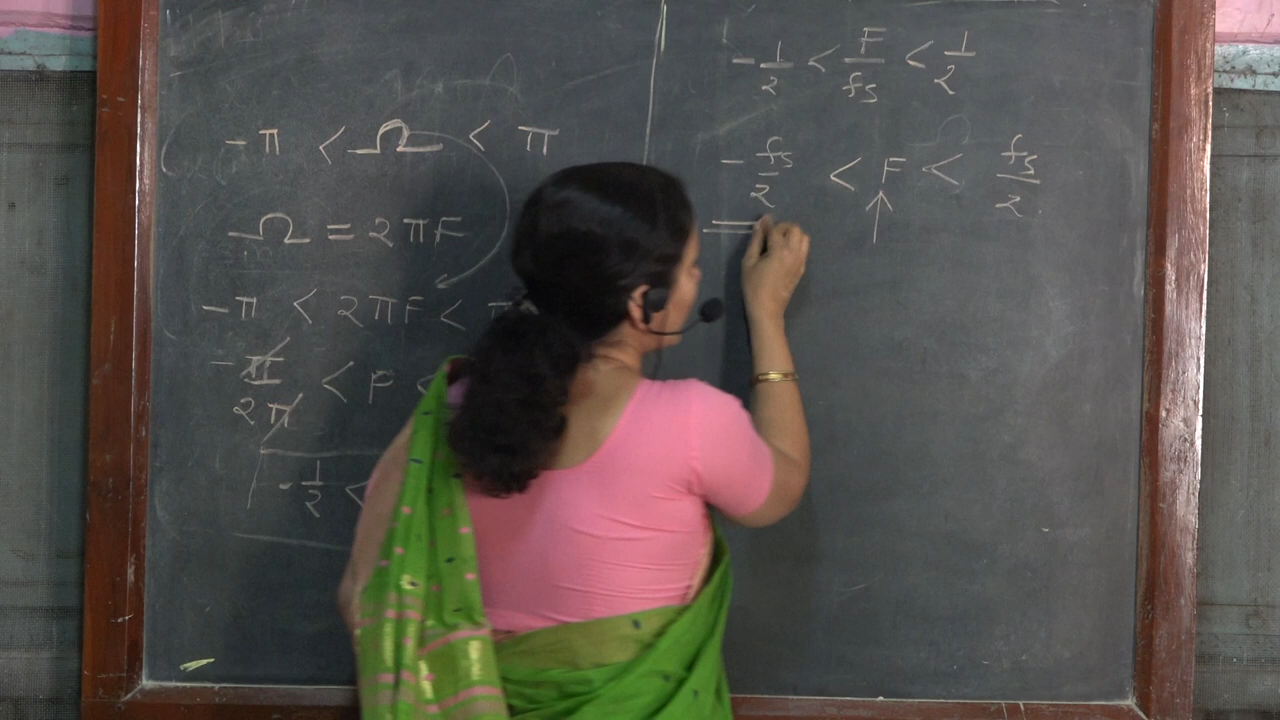 -π < Ω < π
Ω = 2πF
-π < 2πF < π
-π/2π < F <
-1/2 <
-1/2 < F/fs < 1/2
-fs/2 < F < fs/2